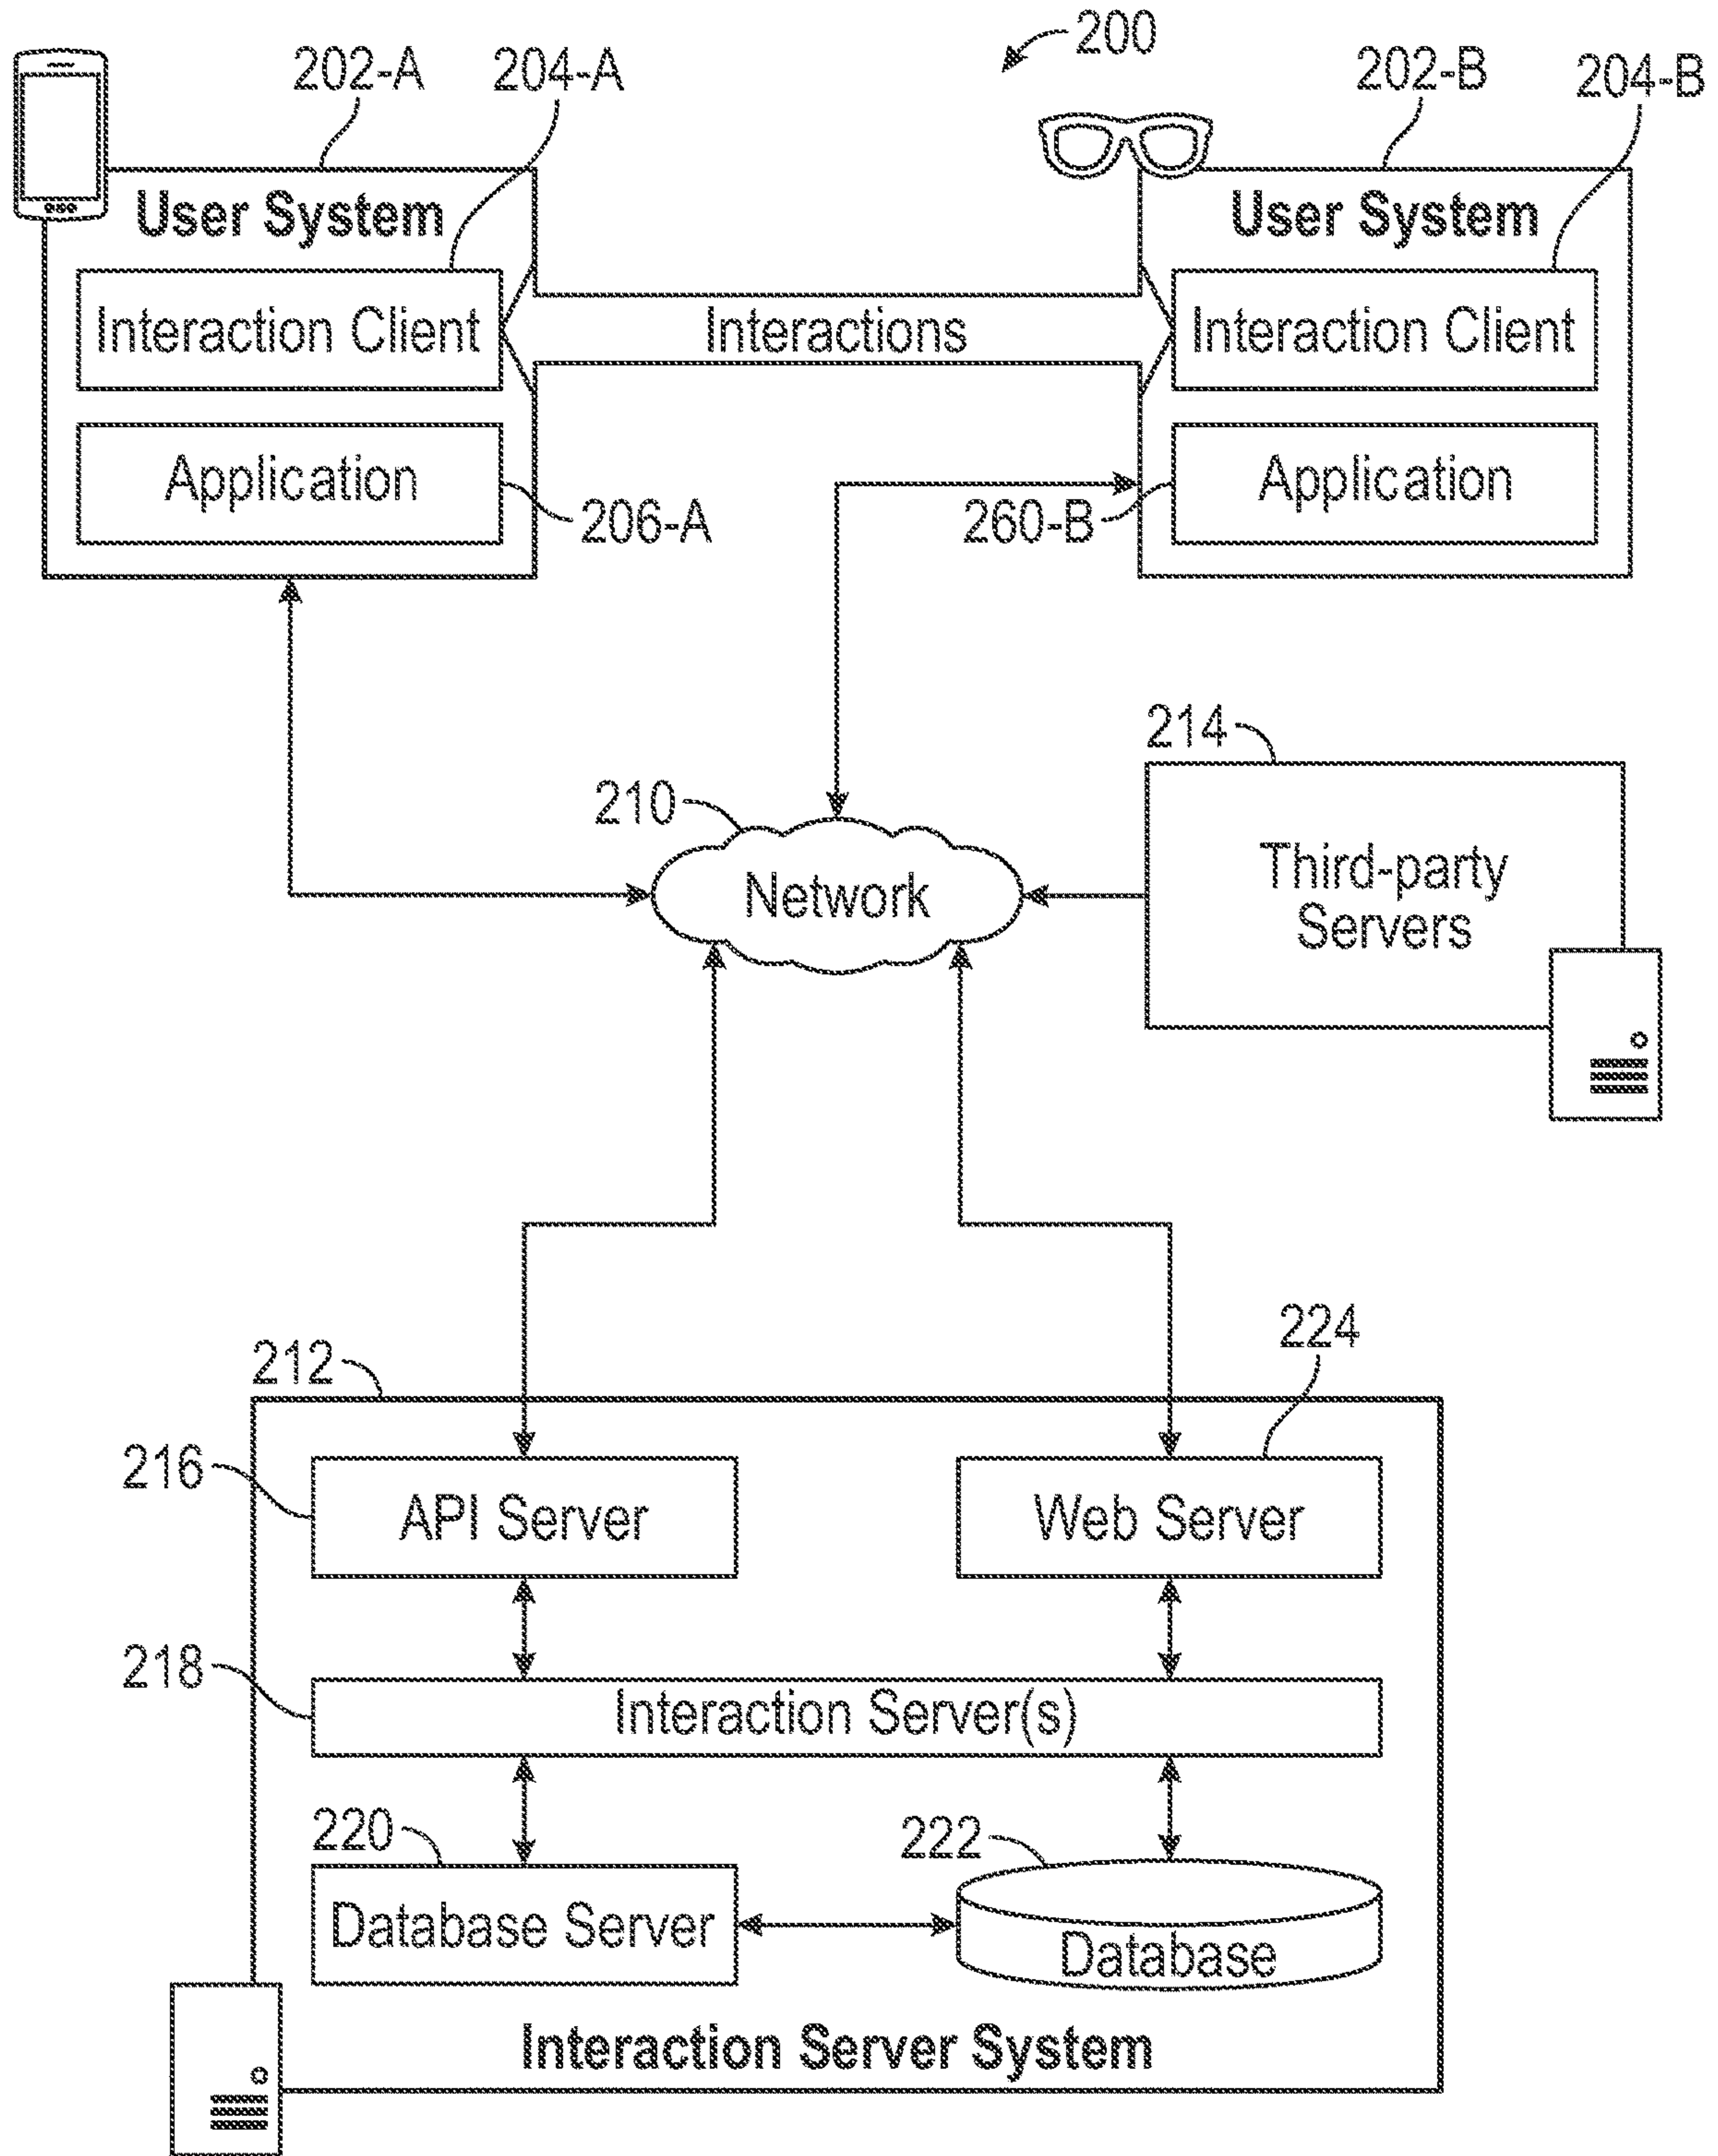 200
202-A
204-A
202-B
204-B
User System
User System
Interaction Client
Interactions
Interaction Client
Application
Application
206-A
260-B
214
210
Network
Third-party
Servers
224
212
216
API Server
Web Server
218
Interaction Server(s)
220
222
Database Server
Database
Interaction Server System